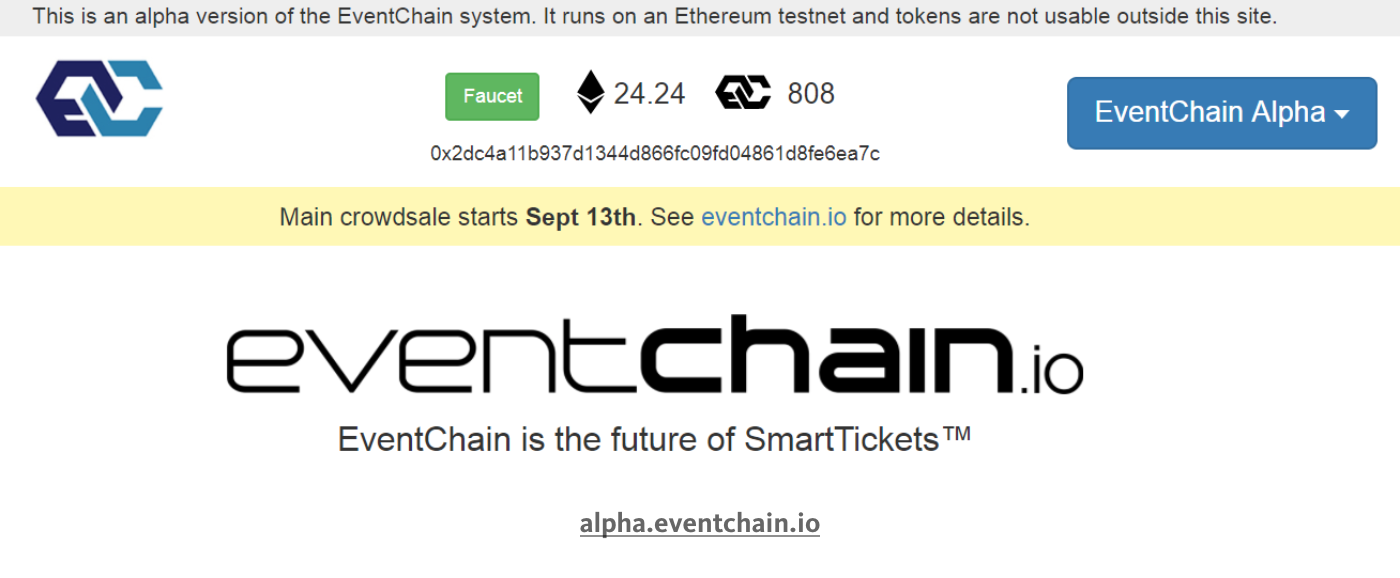 This is an alpha version of the EventChain system. It runs on an Ethereum testnet and tokens are not usable outside this site.
Faucet 24.24 808
EventChain Alpha
0x2dc4a11b937d1344d866fc09fd04861d8fe6ea7c
Main crowdsale starts Sept 13th. See eventchain.io for more details.
eventchain.io
EventChain is the future of SmartTickets™
alpha.eventchain.io